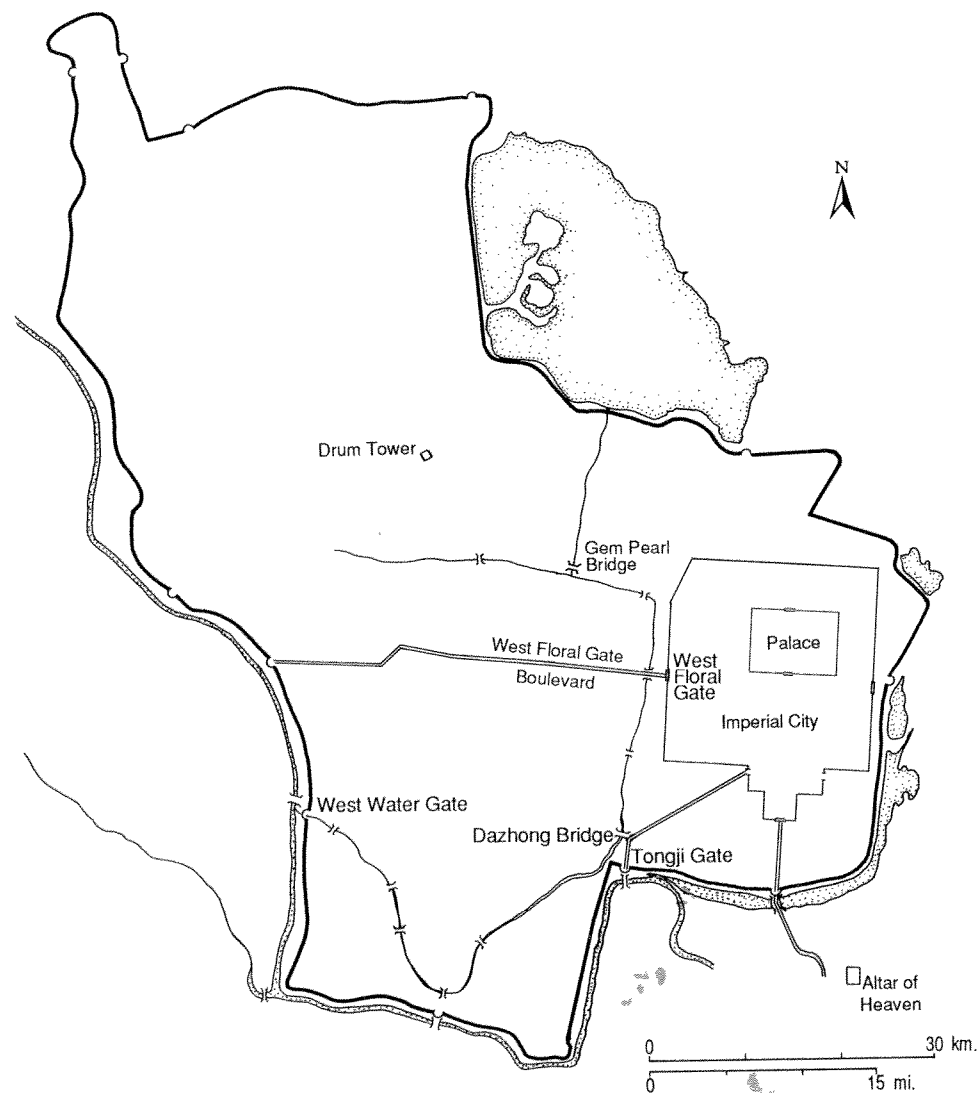 N
Drum Tower
Gem Pearl
Bridge
West Floral Gate
Boulevard
West
Floral
Gate
Palace
Imperial City
West Water Gate
Dazhong Bridge
Tongji Gate
Altar of
Heaven
0
30 km.
0
15 mi.